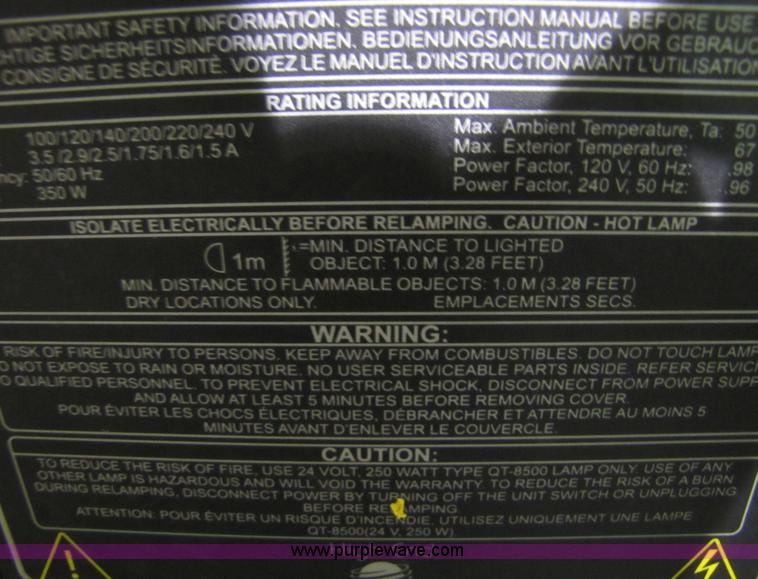 IMPORTANT SAFETY INFORMATION. SEE INSTRUCTION MANUAL BEFORE USE
SICHERHEITSINFORMATIONEN. BEDIENUNGSANLEITUNG VOR
CONSIGNE DE SÉCURITÉ. VOYEZ LE MANUEL D'INSTRUCTION AVANT L'UTILISATION
RATING INFORMATION
100/120/140/200/220/240 V
3.5 /2.9/2.5/1.75/1.6/1.5 A
50/60 Hz
350 W
Max. Ambient Temperature, Ta: 50
Max. Exterior Temperature: 67
Power Factor, 120 V, 60 Hz: .98
Power Factor, 240 V, 50 Hz: .96
ISOLATE ELECTRICALLY BEFORE RELAMPING. CAUTION - HOT LAMP
1m =MIN. DISTANCE TO LIGHTED
OBJECT: 1.0 M (3.28 FEET)
MIN. DISTANCE TO FLAMMABLE OBJECTS: 1.0 M (3.28 FEET)
DRY LOCATIONS ONLY. EMPLACEMENTS SECS.
WARNING:
RISK OF FIRE/INJURY TO PERSONS. KEEP AWAY FROM COMBUSTIBLES. DO NOT TOUCH LAMP
NOT EXPOSE TO RAIN OR MOISTURE. NO USER SERVICEABLE PARTS INSIDE. REFER
QUALIFIED PERSONNEL. TO PREVENT ELECTRICAL SHOCK, DISCONNECT FROM POWER
AND ALLOW AT LEAST 5 MINUTES BEFORE REMOVING COVER.
POUR ÉVITER LES CHOCS ÉLECTRIQUES, DÉBRANCHER ET ATTENDRE AU MOINS 5
MINUTES AVANT D'ENLEVER LE COUVERCLE.
CAUTION:
TO REDUCE THE RISK OF FIRE, USE 24 VOLT, 250 WATT TYPE QT-8500 LAMP ONLY. USE OF ANY
OTHER LAMP IS HAZARDOUS AND WILL VOID THE WARRANTY. TO REDUCE THE RISK OF A BURN
DURING RELAMPING, DISCONNECT POWER BY TURNING OFF THE UNIT SWITCH OR UNPLUGGING
BEFORE RELAMPING
ATTENTION: POUR ÉVITER UN RISQUE D'INCENDIE, UTILISEZ UNIQUEMENT UNE LAMPE
QT-8500(24 V, 250 W)
www.purplewave.com